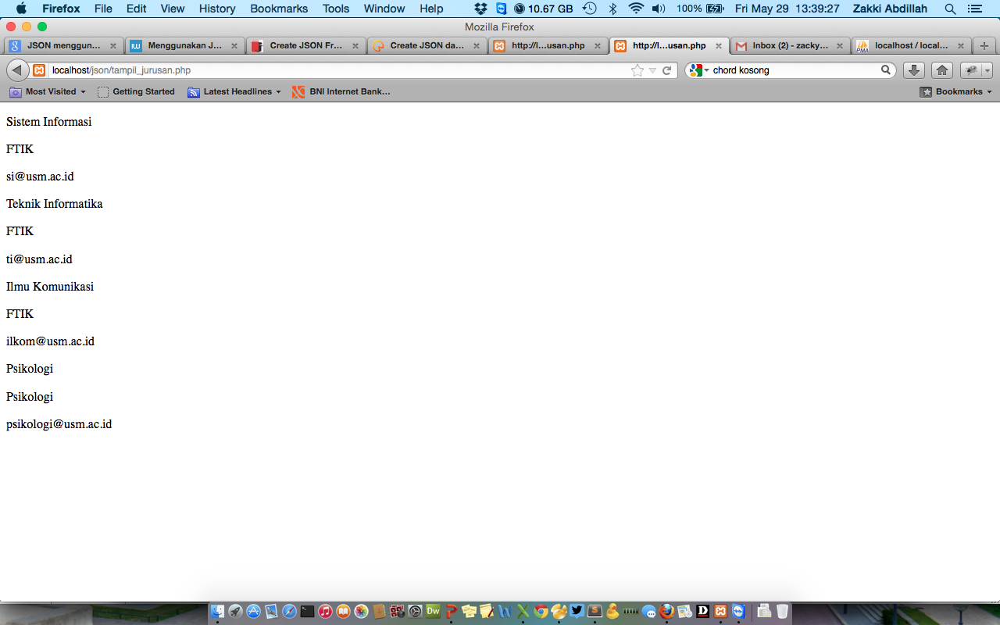 Firefox File Edit View History Bookmarks Tools Window Help 10.67 GB 100% Fri May 29 13:39:27 Zakki Abdillah
Mozilla Firefox
JSON menggun... Menggunakan J... Create JSON Fr... Create JSON da... http://l...usan.php http://l...usan.php Inbox (2) - zacky... localhost / local...
localhost/json/tampil_jurusan.php chord kosong
Most Visited Getting Started Latest Headlines BNI Internet Bank... Bookmarks
Sistem Informasi
FTIK
si@usm.ac.id
Teknik Informatika
FTIK
ti@usm.ac.id
Ilmu Komunikasi
FTIK
ilkom@usm.ac.id
Psikologi
Psikologi
psikologi@usm.ac.id
Dw